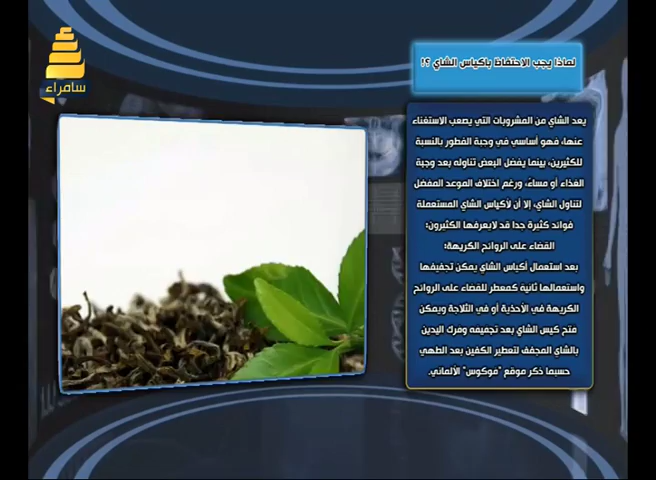 سامراء
لماذا يجب الاحتفاظ باكياس الشاي ؟!
يعد الشاي من المشروبات التي يصعب الاستغناء
عنها، فهو أساسي في وجبة الفطور بالنسبة
للكثيرين، بينما يفضل البعض تناوله بعد وجبة
الغذاء أو مساءً، ورغم اختلاف الموعد المفضل
لتناول الشاي، إلا أن لأكياس الشاي المستعملة
فوائد كثيرة جدا قد لايعرفها الكثيرون:
القضاء على الروائح الكريهة:
بعد استعمال أكياس الشاي يمكن تجفيفها
واستعمالها ثانية كمعطر للقضاء على الروائح
الكريهة في الأحذية أو في الثلاجة ويمكن
فتح كيس الشاي بعد تجفيفه وفرك اليدين
بالشاي المجفف لتعطير الكفين بعد الطهي
حسبما ذكر موقع "موكوس" الألماني.